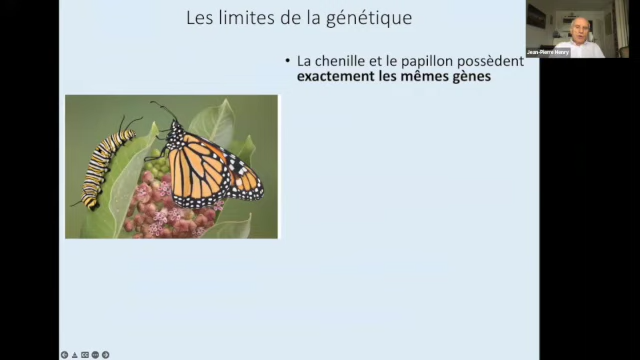 Les limites de la génétique
• La chenille et le papillon possèdent
exactement les mêmes gènes
Jean-Pierre Henry